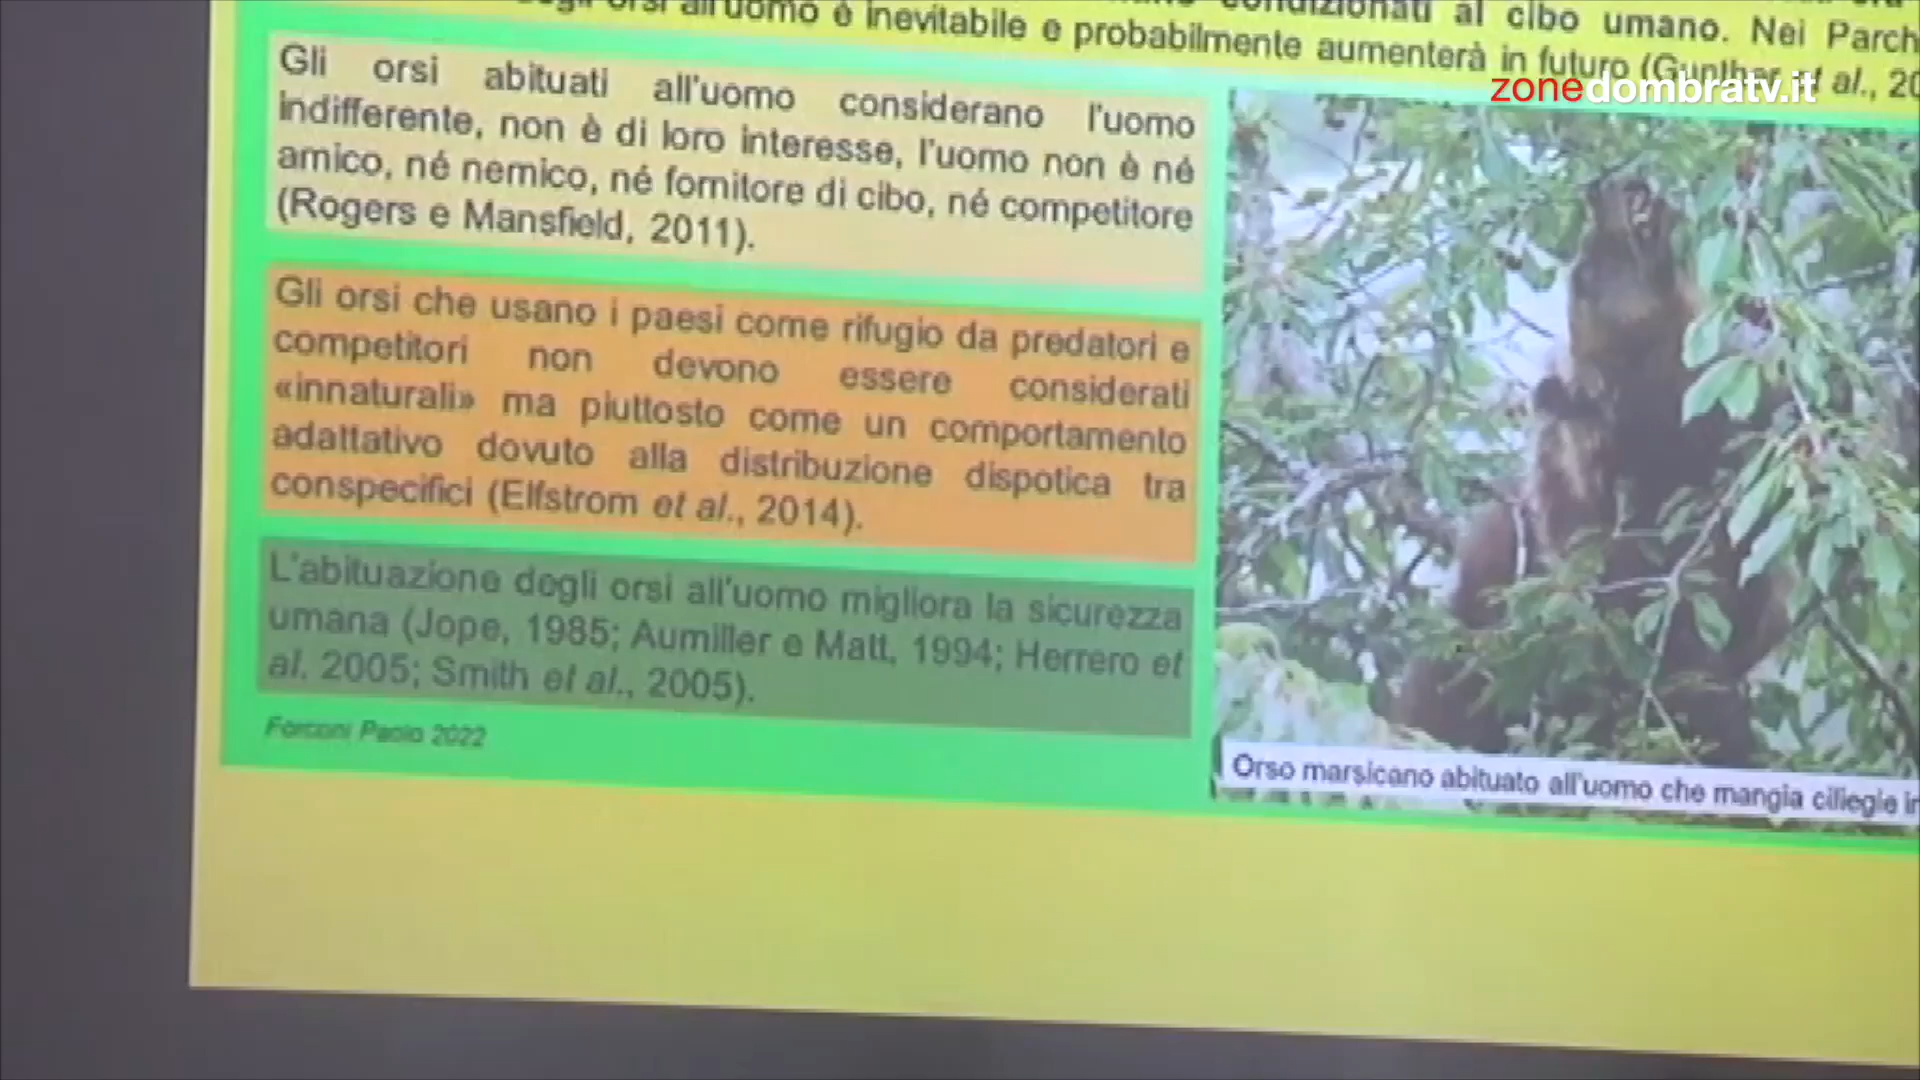 orsi all'uomo è inevitabile e probabilmente aumenterà in futuro (Gunther et al., 20
condizionati al cibo umano. Nei Parch
zonedombratv.it
Gli orsi abituati all'uomo considerano l'uomo
indifferente, non è di loro interesse, l'uomo non è né
amico, né nemico, né fornitore di cibo, né competitore
(Rogers e Mansfield, 2011).
Gli orsi che usano i paesi come rifugio da predatori e
competitori non devono essere considerati
«innaturali» ma piuttosto come un comportamento
adattativo dovuto alla distribuzione dispotica tra
conspecifici (Elfstrom et al., 2014).
L'abituazione degli orsi all'uomo migliora la sicurezza
umana (Jope, 1985; Aumiller e Matt, 1994; Herrero et
al. 2005; Smith et al., 2005).
Forconi Paolo 2022
Orso marsicano abituato all'uomo che mangia ciliegie in